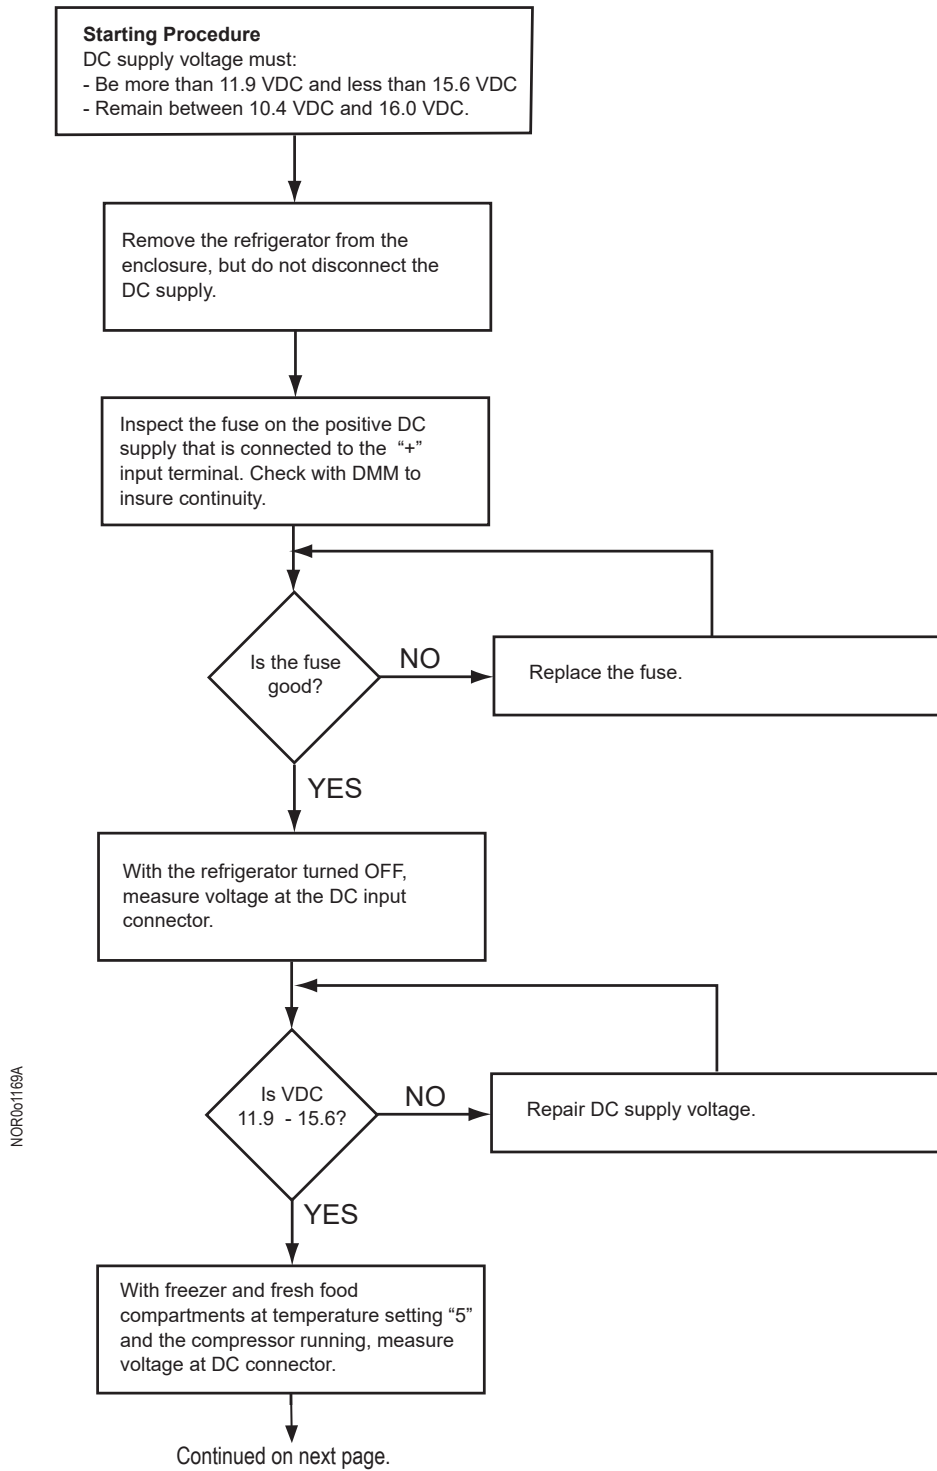 Starting Procedure
DC supply voltage must:
- Be more than 11.9 VDC and less than 15.6 VDC
- Remain between 10.4 VDC and 16.0 VDC.
Remove the refrigerator from the
enclosure, but do not disconnect the
DC supply.
Inspect the fuse on the positive DC
supply that is connected to the “+”
input terminal. Check with DMM to
insure continuity.
Is the fuse
good?
NO
Replace the fuse.
YES
With the refrigerator turned OFF,
measure voltage at the DC input
connector.
Is VDC
11.9 - 15.6?
NO
Repair DC supply voltage.
YES
With freezer and fresh food
compartments at temperature setting “5”
and the compressor running, measure
voltage at DC connector.
Continued on next page.
NOR0o1169A